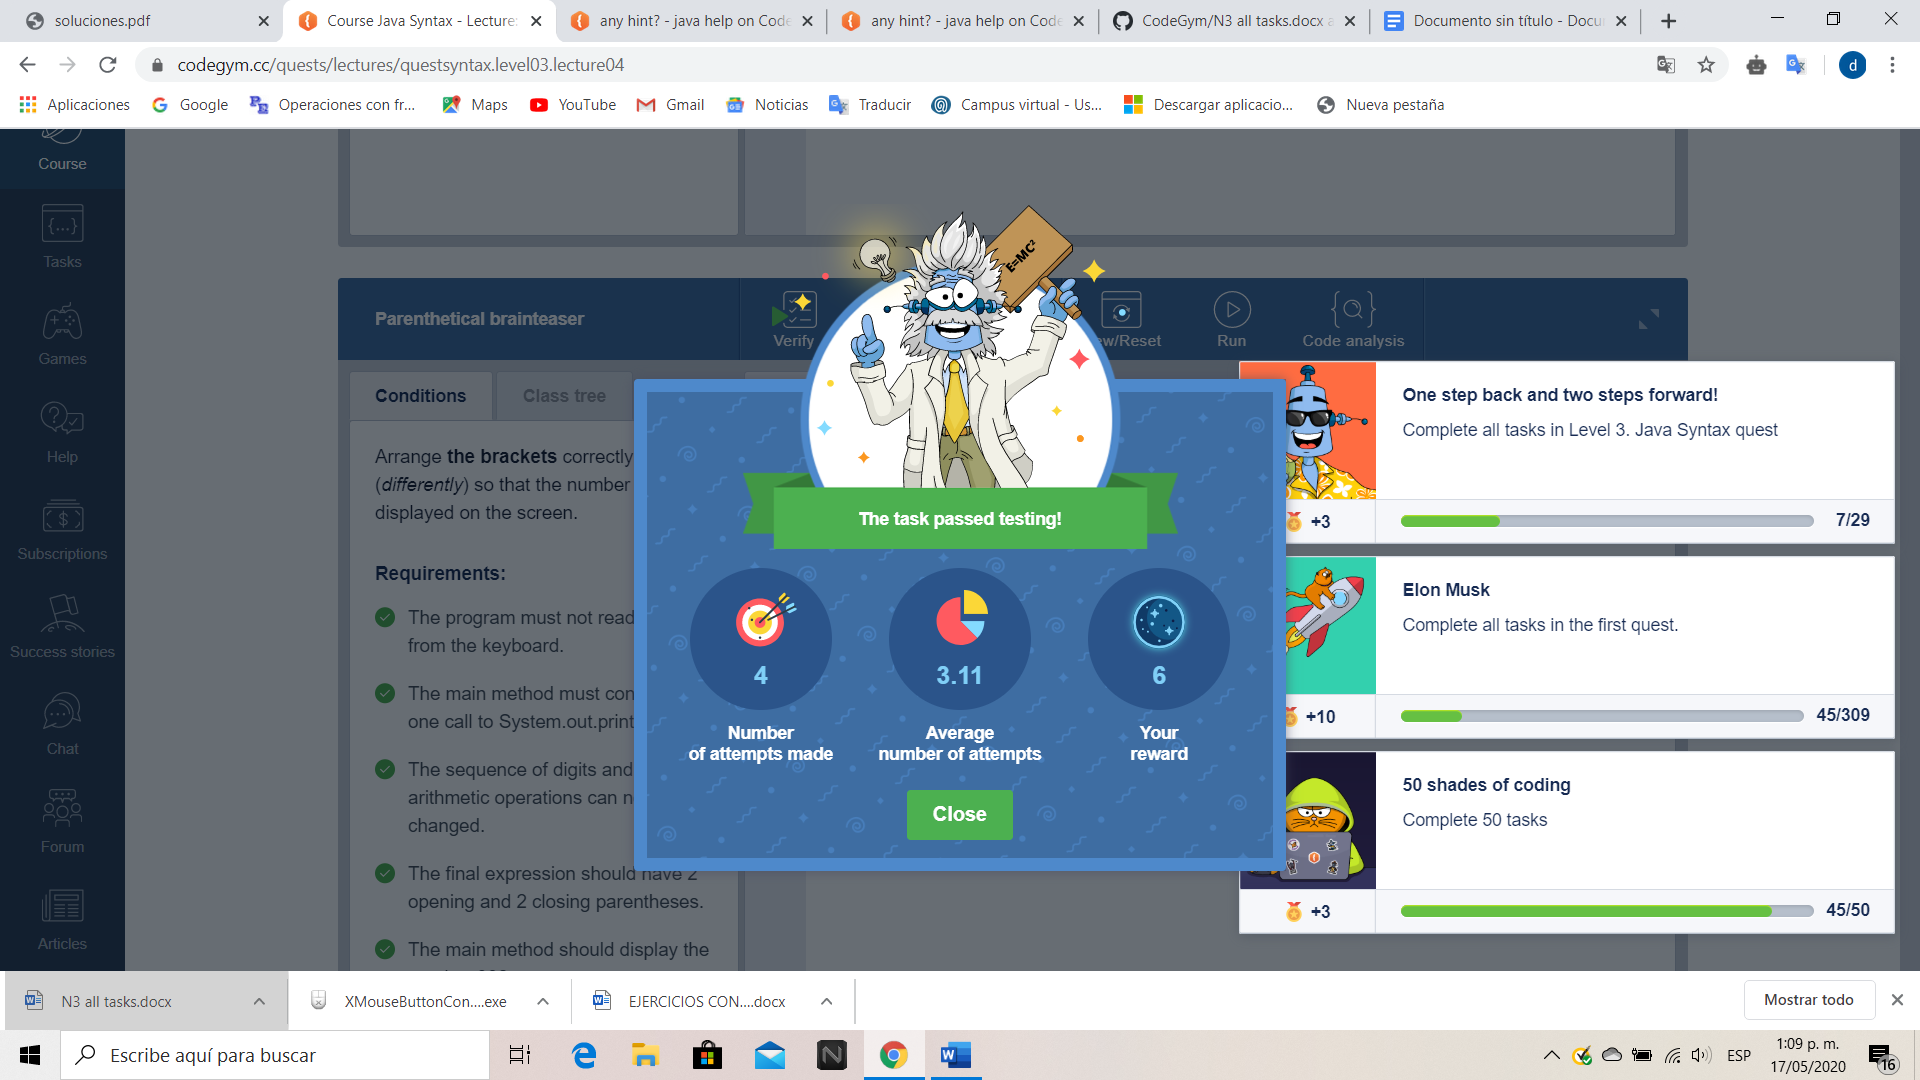 soluciones.pdf
Course Java Syntax - Lecture:
any hint? - java help on Code
any hint? - java help on Code
CodeGym/N3 all tasks.docx a
Documento sin título - Docu
codegym.cc/quests/lectures/questsyntax.level03.lecture04
d
Aplicaciones
Google
Operaciones con fr...
Maps
YouTube
Gmail
Noticias
Traducir
Campus virtual - Us...
Descargar aplicacio...
Nueva pestaña
Course
Tasks
Games
Help
Subscriptions
Success stories
Chat
Forum
Articles
Parenthetical brainteaser
Verify
ew/Reset
Run
Code analysis
Conditions
Class tree
Arrange the brackets correctly
(differently) so that the number
displayed on the screen.
Requirements:
The program must not read
from the keyboard.
The main method must con
one call to System.out.print
The sequence of digits and
arithmetic operations can n
changed.
The final expression should have 2
opening and 2 closing parentheses.
The main method should display the
E=MC²
The task passed testing!
4
Number
of attempts made
3.11
Average
number of attempts
6
Your
reward
Close
One step back and two steps forward!
Complete all tasks in Level 3. Java Syntax quest
+3
7/29
Elon Musk
Complete all tasks in the first quest.
+10
45/309
50 shades of coding
Complete 50 tasks
+3
45/50
N3 all tasks.docx
XMouseButtonCon....exe
EJERCICIOS CON....docx
Mostrar todo
Escribe aquí para buscar
ESP
1:09 p. m.
17/05/2020
16